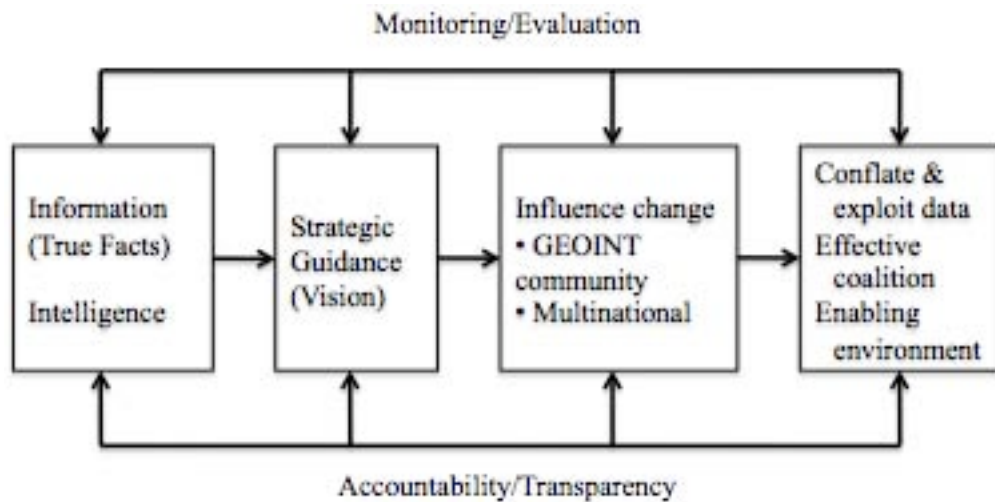 Monitoring/Evaluation
Information
(True Facts)
Intelligence
Strategic
Guidance
(Vision)
Influence change
• GEOINT
community
• Multinational
Conflate &
exploit data
Effective
coalition
Enabling
environment
Accountability/Transparency